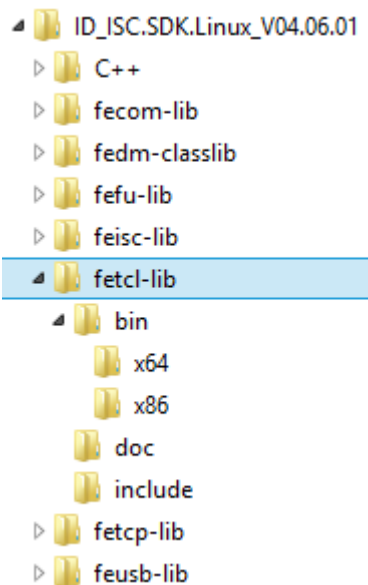 ID_ISC.SDK.Linux_V04.06.01
C++
fecom-lib
fedm-classlib
fefu-lib
feisc-lib
fetcl-lib
bin
x64
x86
doc
include
fetcp-lib
feusb-lib